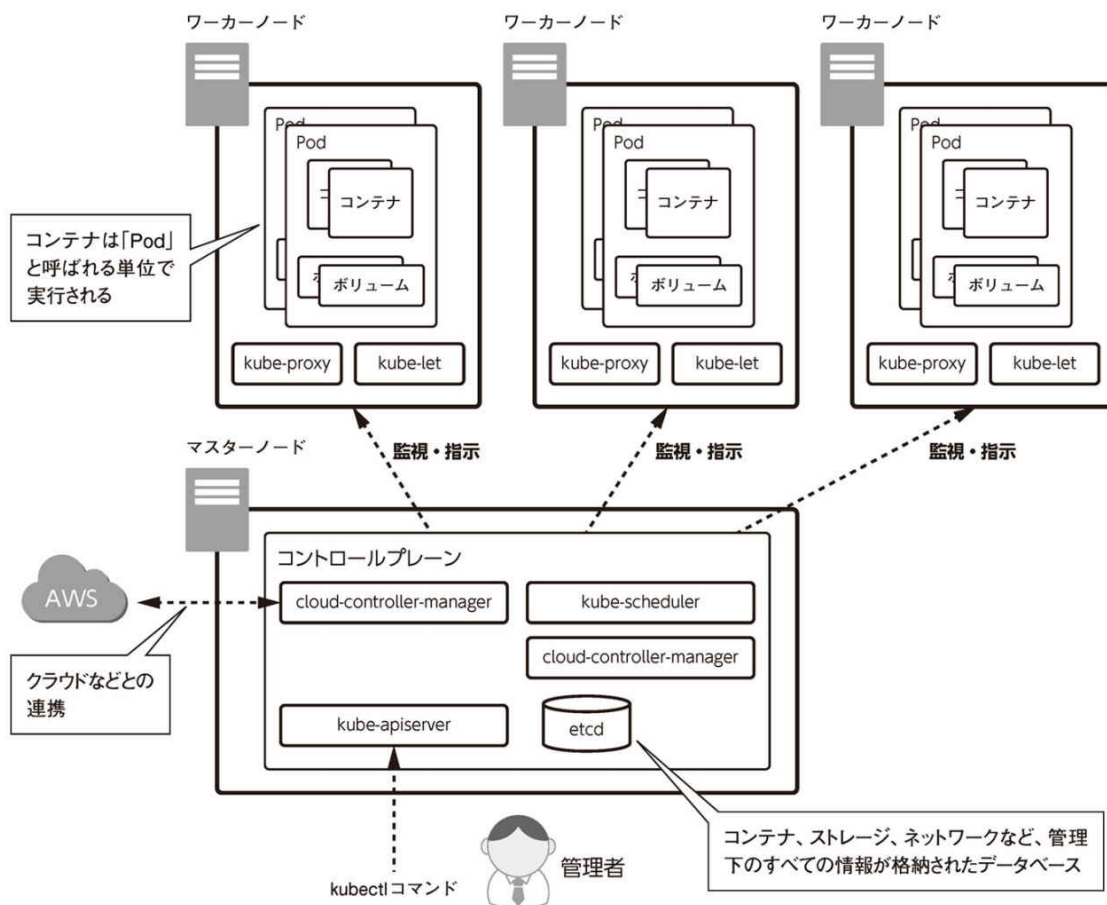 ワーカーノード
ワーカーノード
ワーカーノード
Pod
コンテナ
ボリューム
kube-proxy
kube-let
Pod
コンテナ
ボリューム
kube-proxy
kube-let
Pod
コンテナ
ボリューム
kube-proxy
kube-let
コンテナは「Pod」
と呼ばれる単位で
実行される
監視・指示
監視・指示
監視・指示
マスターノード
コントロールプレーン
cloud-controller-manager
kube-scheduler
cloud-controller-manager
kube-apiserver
etcd
AWS
クラウドなどとの
連携
コンテナ、ストレージ、ネットワークなど、管理
下のすべての情報が格納されたデータベース
管理者
kubectlコマンド